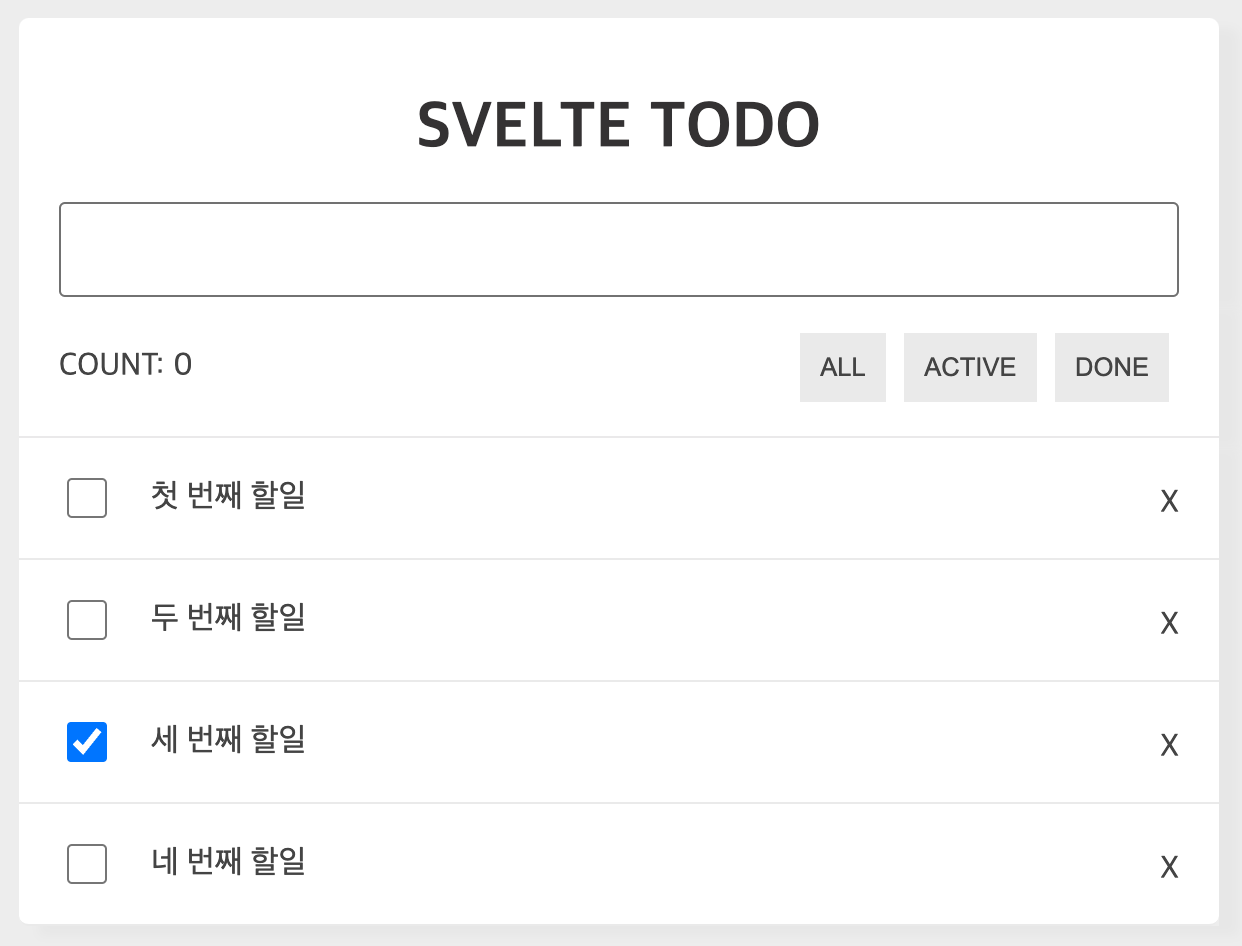 SVELTE TODO
COUNT: 0 ALL ACTIVE DONE
첫 번째 할일 X
두 번째 할일 X
세 번째 할일 X
네 번째 할일 X